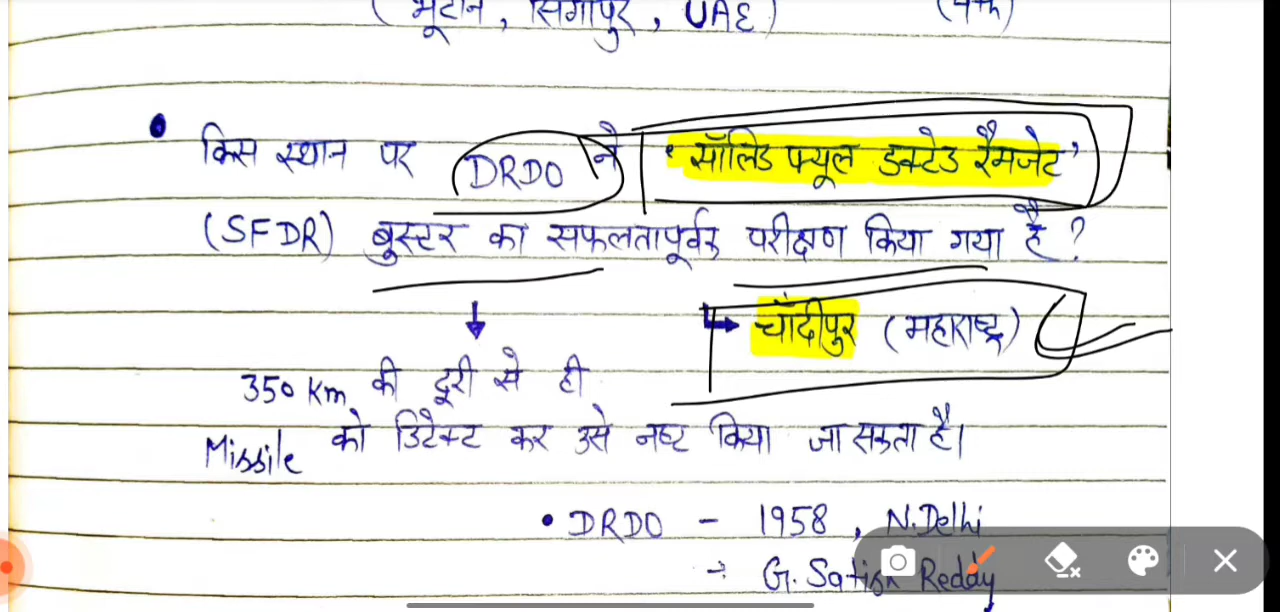 ( भूटान, सिंगापुर, UAE )
• किस स्थान पर DRDO ने 'सॉलिड फ्यूल डक्टेड रैमजेट'
(SFDR) बुस्टर का सफलतापूर्वक परीक्षण किया गया है ?
↓ ↳ चाँदीपुर (महाराष्ट्र)
350 Km की दूरी से ही
Missile को डिटेक्ट कर उसे नष्ट किया जा सकता है।
• DRDO - 1958, N.Delhi
→ G. Satish Reddy